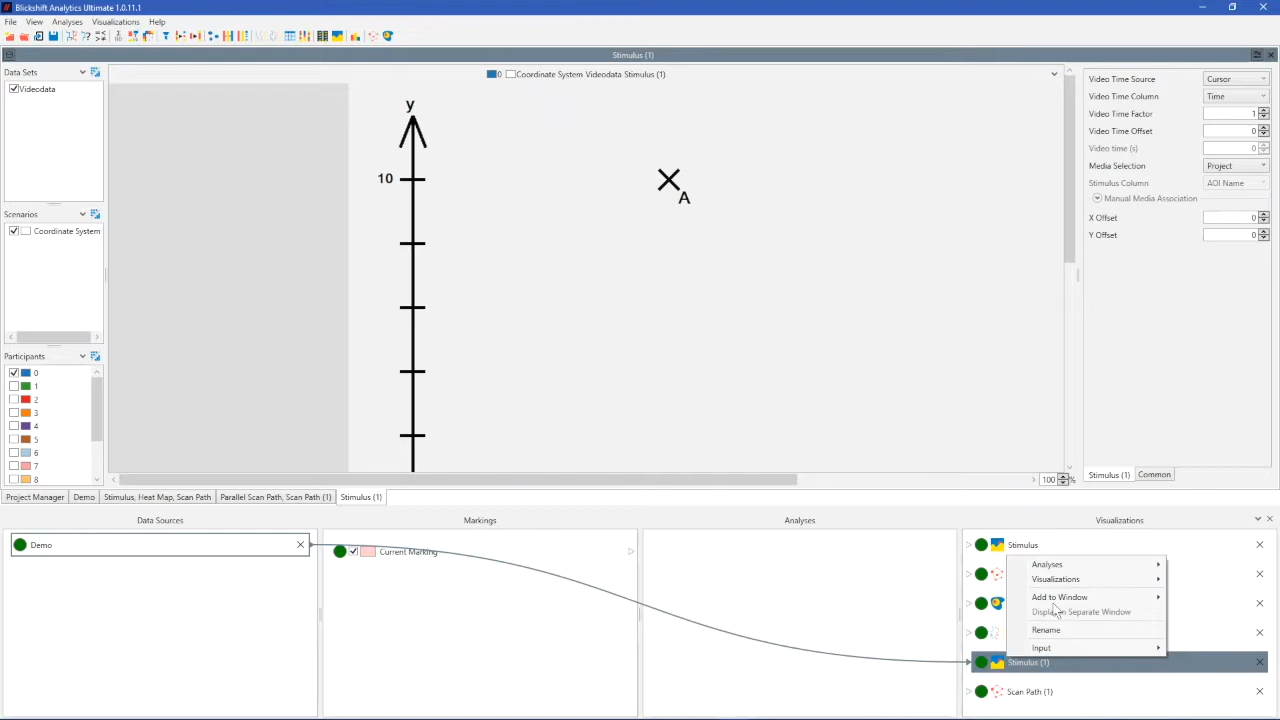 Blickshift Analytics Ultimate 1.0.11.1
File View Analyses Visualizations Help
Stimulus (1)
Data Sets
Videodata
Scenarios
Coordinate System
Participants
0
1
2
3
4
5
6
7
8
0 Coordinate System Videodata Stimulus (1)
y
10
A
100 %
Video Time Source Cursor
Video Time Column Time
Video Time Factor 1
Video Time Offset 0
Video time (s) 0
Media Selection Project
Stimulus Column AOI Name
Manual Media Association
X Offset 0
Y Offset 0
Stimulus (1) Common
Project Manager Demo Stimulus, Heat Map, Scan Path Parallel Scan Path, Scan Path (1) Stimulus (1)
Data Sources Markings Analyses Visualizations
Demo
Current Marking
Stimulus
Analyses
Visualizations
Add to Window
Display in Separate Window
Rename
Input
Stimulus (1)
Scan Path (1)